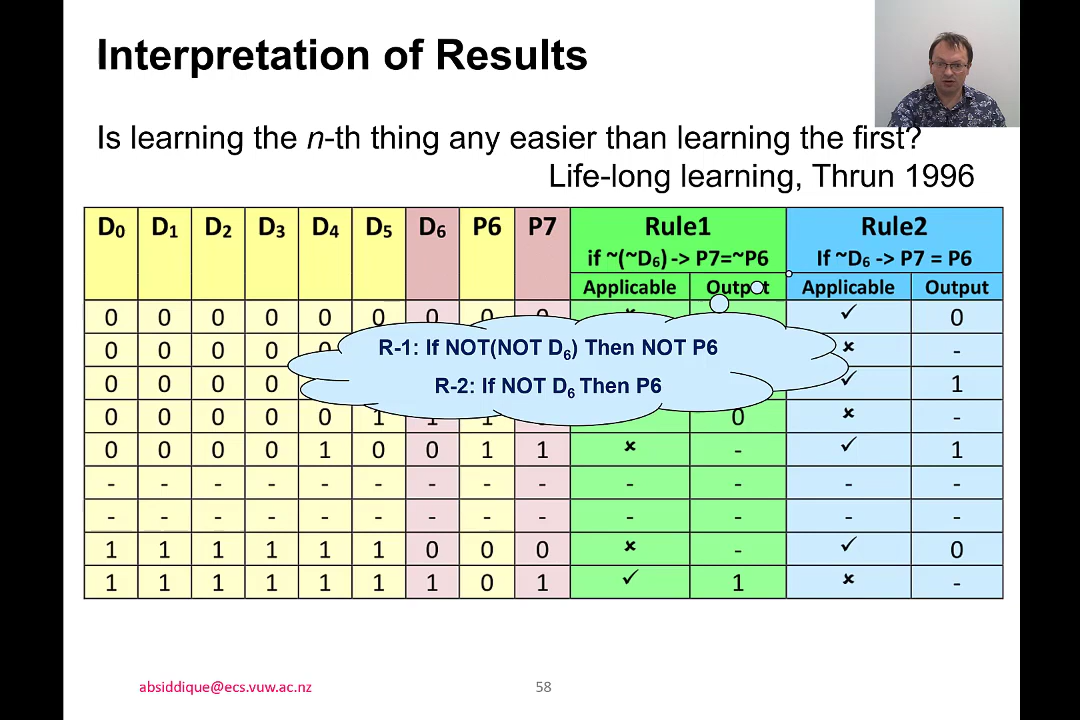 Interpretation of Results
Is learning the n-th thing any easier than learning the first?
Life-long learning, Thrun 1996
D₀ D₁ D₂ D₃ D₄ D₅ D₆ P6 P7 Rule1 Rule2
if ~(~D₆) -> P7=~P6 If ~D₆ -> P7 = P6
Applicable Output Applicable Output
0 0 0 0 0 0 0 0 0 ✓ 0
0 0 0 0 × -
R-1: If NOT(NOT D₆) Then NOT P6
0 0 0 0 ✓ 1
R-2: If NOT D₆ Then P6
0 0 0 0 0 1 1 1 0 × -
0 0 0 0 1 0 0 1 1 × - ✓ 1
- - - - - - - - - - - - -
- - - - - - - - - - - - -
1 1 1 1 1 1 0 0 0 × - ✓ 0
1 1 1 1 1 1 1 0 1 ✓ 1 × -
absiddique@ecs.vuw.ac.nz 58